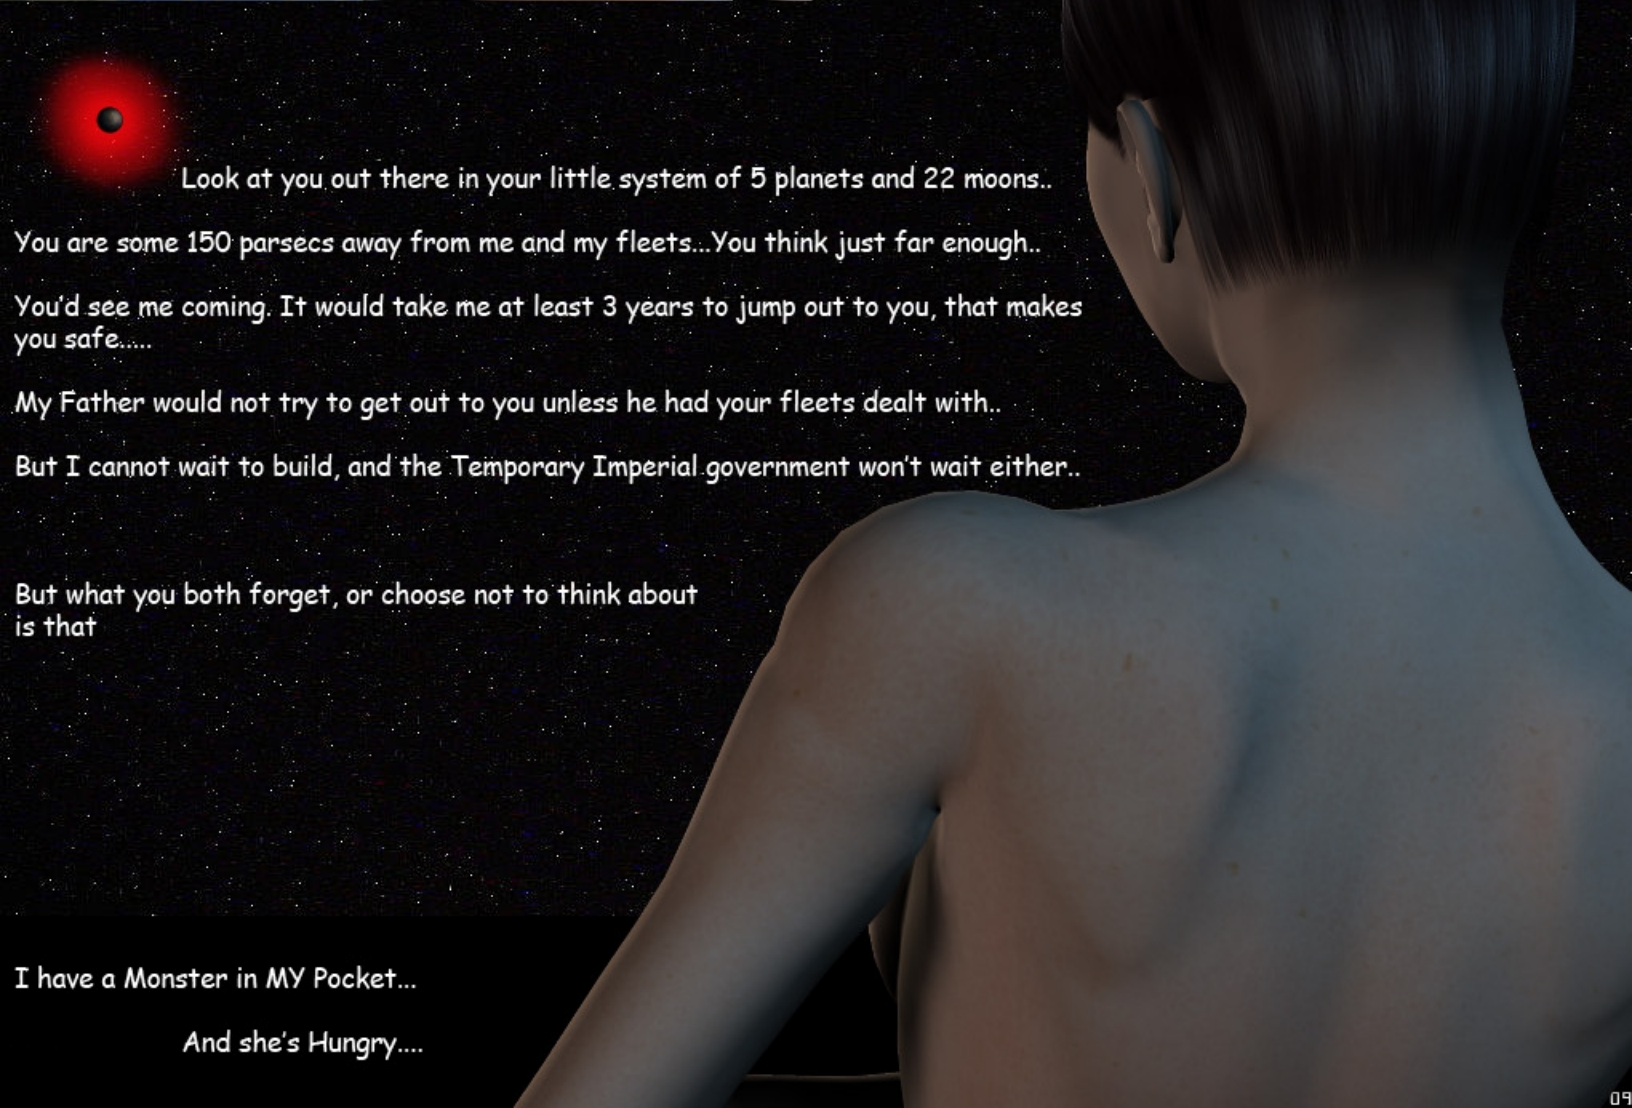 Look at you out there in your little system of 5 planets and 22 moons..
You are some 150 parsecs away from me and my fleets...You think just far enough..
You'd see me coming. It would take me at least 3 years to jump out to you, that makes
you safe.....
My Father would not try to get out to you unless he had your fleets dealt with..
But I cannot wait to build, and the Temporary Imperial government won't wait either..
But what you both forget, or choose not to think about
is that
I have a Monster in MY Pocket...
And she's Hungry....
09